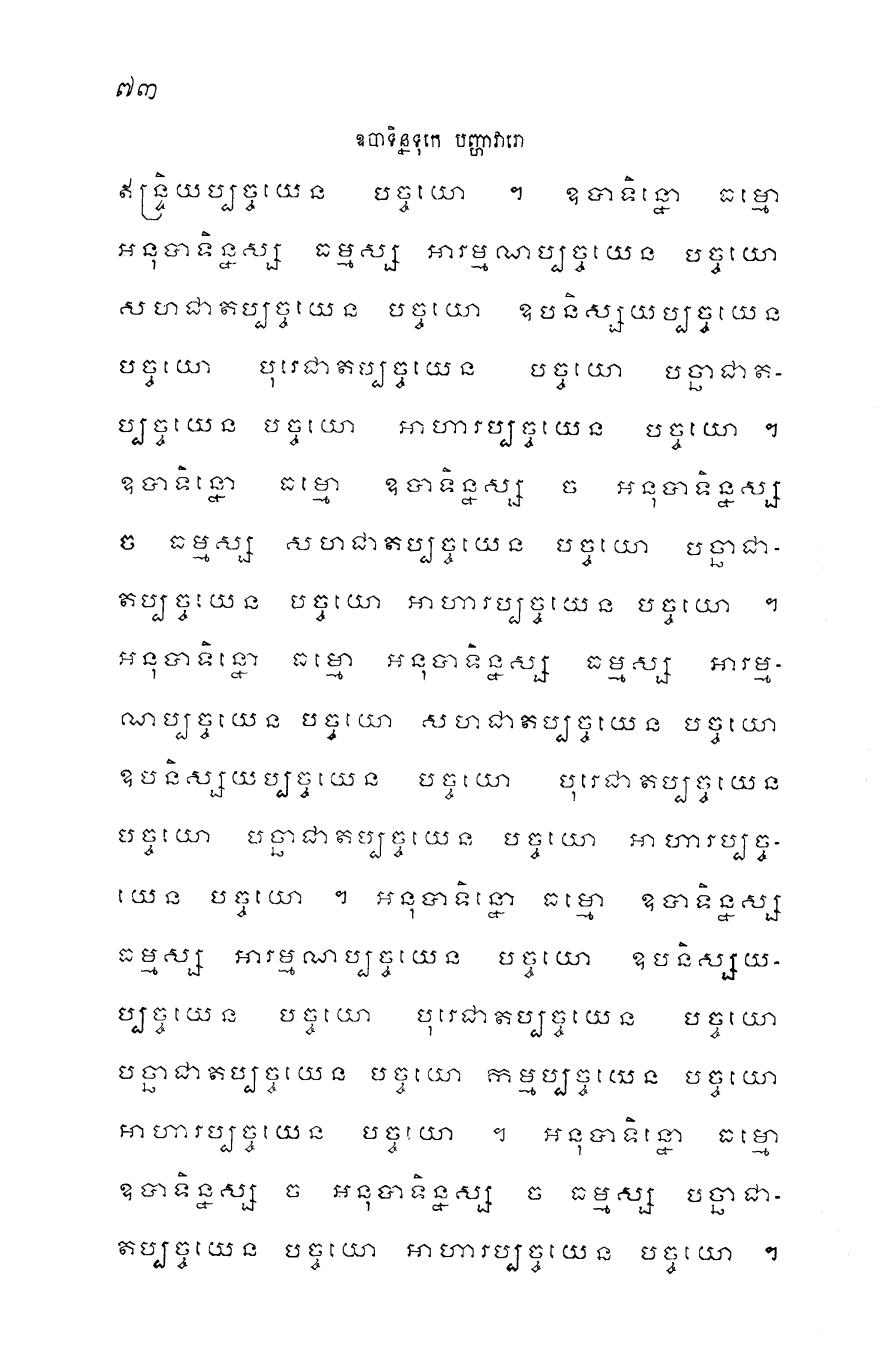 ៧៣
ឧបាទិន្នទុកេ បញ្ហាវារោ
ឥន្ទ្រិយប្បច្ចយេន បច្ចយោ ។ ឧបាទិន្នោ ធម្មោ
អនុបាទិន្នស្ស ធម្មស្ស អារម្មណប្បច្ចយេន បច្ចយោ
សហជាតប្បច្ចយេន បច្ចយោ ឧបនិស្សយប្បច្ចយេន
បច្ចយោ បុរេជាតប្បច្ចយេន បច្ចយោ បច្ឆាជាត-
ប្បច្ចយេន បច្ចយោ អាហារប្បច្ចយេន បច្ចយោ ។
ឧបាទិន្នោ ធម្មោ ឧបាទិន្នស្ស ច អនុបាទិន្នស្ស
ច ធម្មស្ស សហជាតប្បច្ចយេន បច្ចយោ បច្ឆាជា-
តប្បច្ចយេន បច្ចយោ អាហារប្បច្ចយេន បច្ចយោ ។
អនុបាទិន្នោ ធម្មោ អនុបាទិន្នស្ស ធម្មស្ស អារម្ម-
ណប្បច្ចយេន បច្ចយោ សហជាតប្បច្ចយេន បច្ចយោ
ឧបនិស្សយប្បច្ចយេន បច្ចយោ បុរេជាតប្បច្ចយេន
បច្ចយោ បច្ឆាជាតប្បច្ចយេន បច្ចយោ អាហារប្បច្ច-
យេន បច្ចយោ ។ អនុបាទិន្នោ ធម្មោ ឧបាទិន្នស្ស
ធម្មស្ស អារម្មណប្បច្ចយេន បច្ចយោ ឧបនិស្សយ-
ប្បច្ចយេន បច្ចយោ បុរេជាតប្បច្ចយេន បច្ចយោ
បច្ឆាជាតប្បច្ចយេន បច្ចយោ កម្មប្បច្ចយេន បច្ចយោ
អាហារប្បច្ចយេន បច្ចយោ ។ អនុបាទិន្នោ ធម្មោ
ឧបាទិន្នស្ស ច អនុបាទិន្នស្ស ច ធម្មស្ស បច្ឆាជា-
តប្បច្ចយេន បច្ចយោ អាហារប្បច្ចយេន បច្ចយោ ។